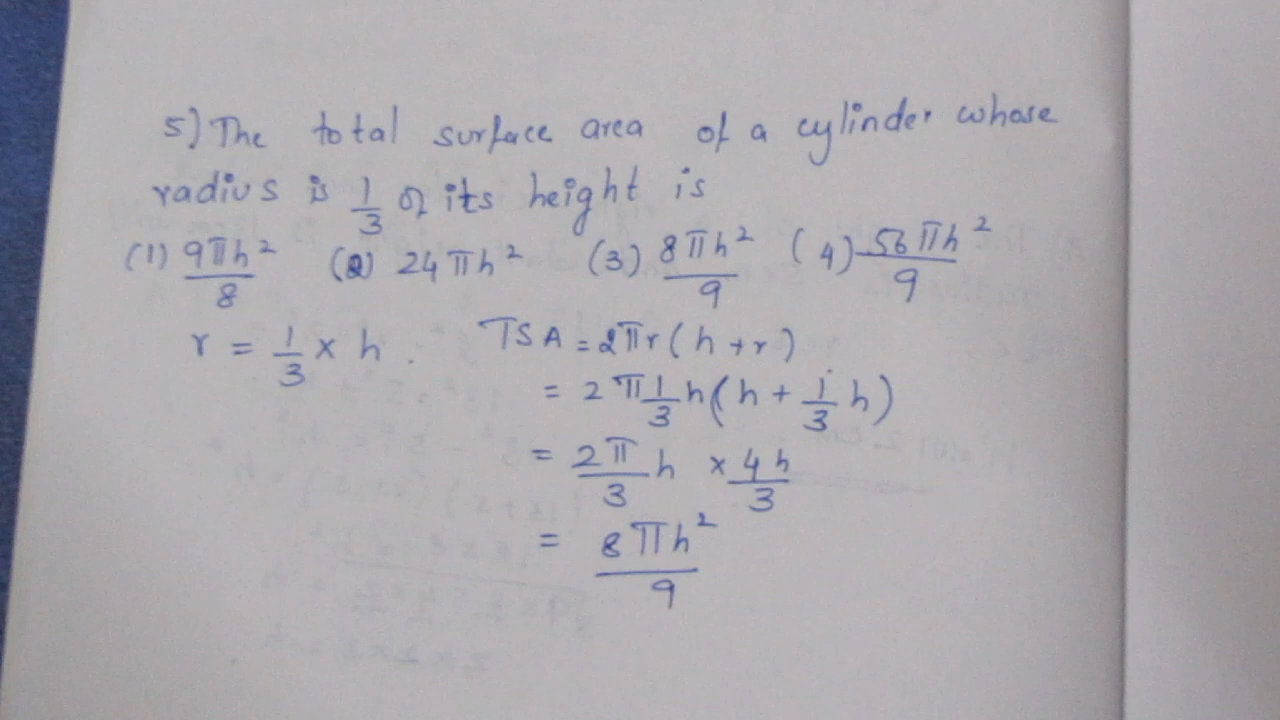 5) The total surface area of a cylinder whose
radius is 1/3 of its height is
(1) 9πh²/8 (2) 24πh² (3) 8πh²/9 (4) 56πh²/9
r = 1/3 × h. TSA = 2πr(h+r)
= 2π 1/3 h(h + 1/3 h)
= 2π/3 h × 4h/3
= 8πh²/9